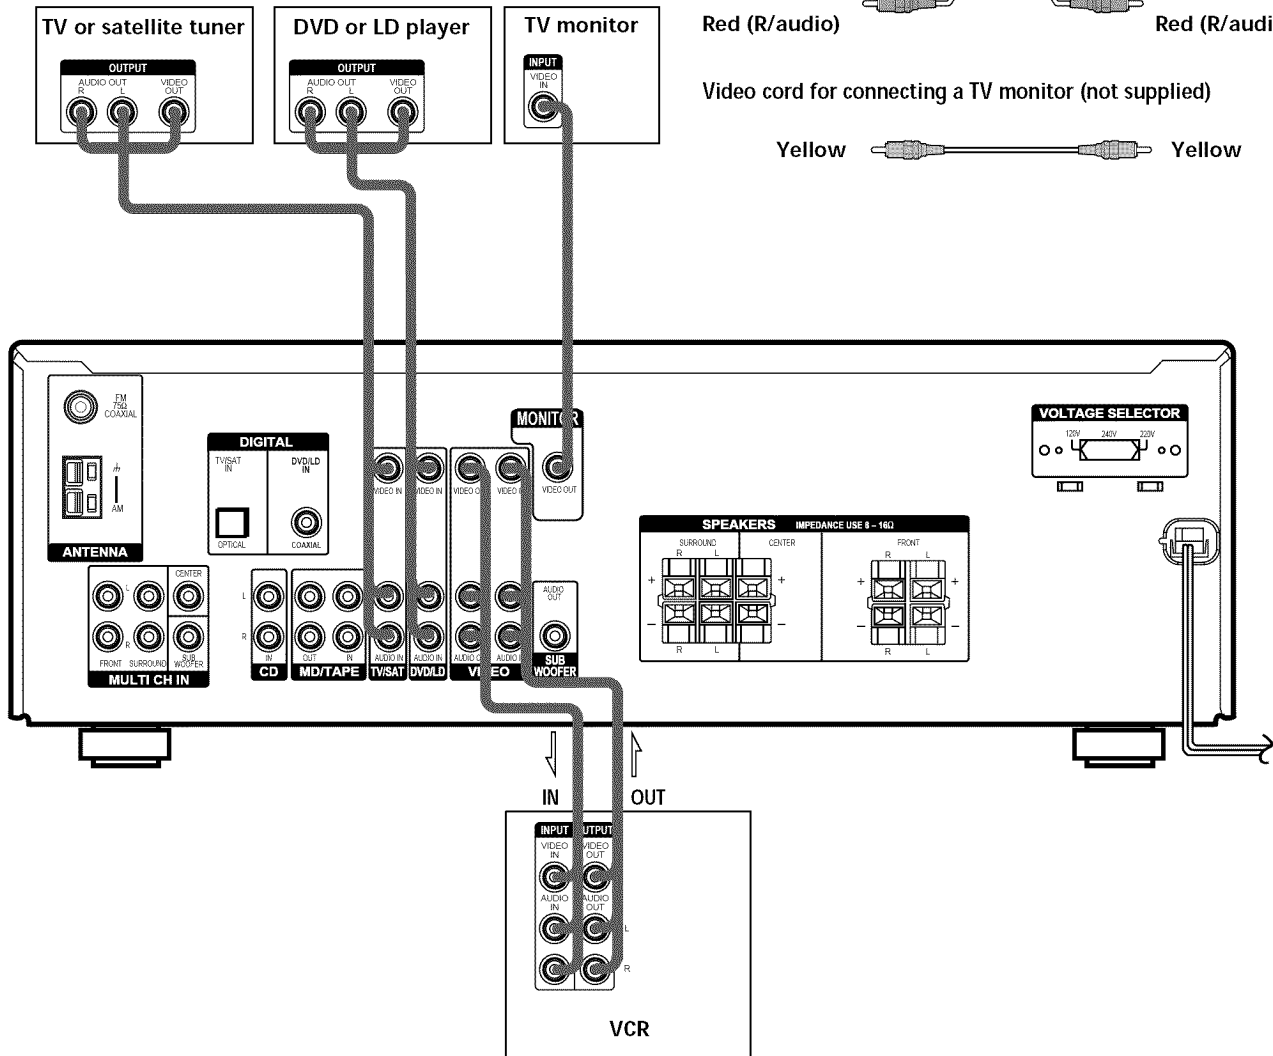 TV or satellite tuner
OUTPUT
AUDIO OUT
R L
VIDEO
OUT
DVD or LD player
OUTPUT
AUDIO OUT
R L
VIDEO
OUT
TV monitor
INPUT
VIDEO
IN
Red (R/audio)
Red (R/audi
Video cord for connecting a TV monitor (not supplied)
Yellow
Yellow
FM
75Ω
COAXIAL
AM
ANTENNA
DIGITAL
TV/SAT
IN
OPTICAL
DVD/LD
IN
COAXIAL
MONITOR
VIDEO IN
VIDEO IN
VIDEO
VIDEO
VIDEO OUT
VOLTAGE SELECTOR
120V 240V 220V
SPEAKERS IMPEDANCE USE 8 – 16Ω
SURROUND
R L
CENTER
FRONT
R L
+ + + +
– – – –
R L
R L
L
R
CENTER
FRONT
SURROUND
SUB
WOOFER
MULTI CH IN
L
R
IN
CD
OUT IN
MD/TAPE
AUDIO IN
TV/SAT
AUDIO IN
DVD/LD
AUDIO
AUDIO
VIDEO
AUDIO
OUT
SUB
WOOFER
IN
OUT
INPUT
OUTPUT
VIDEO
IN
VIDEO
OUT
AUDIO
IN
AUDIO
OUT
L
R
VCR